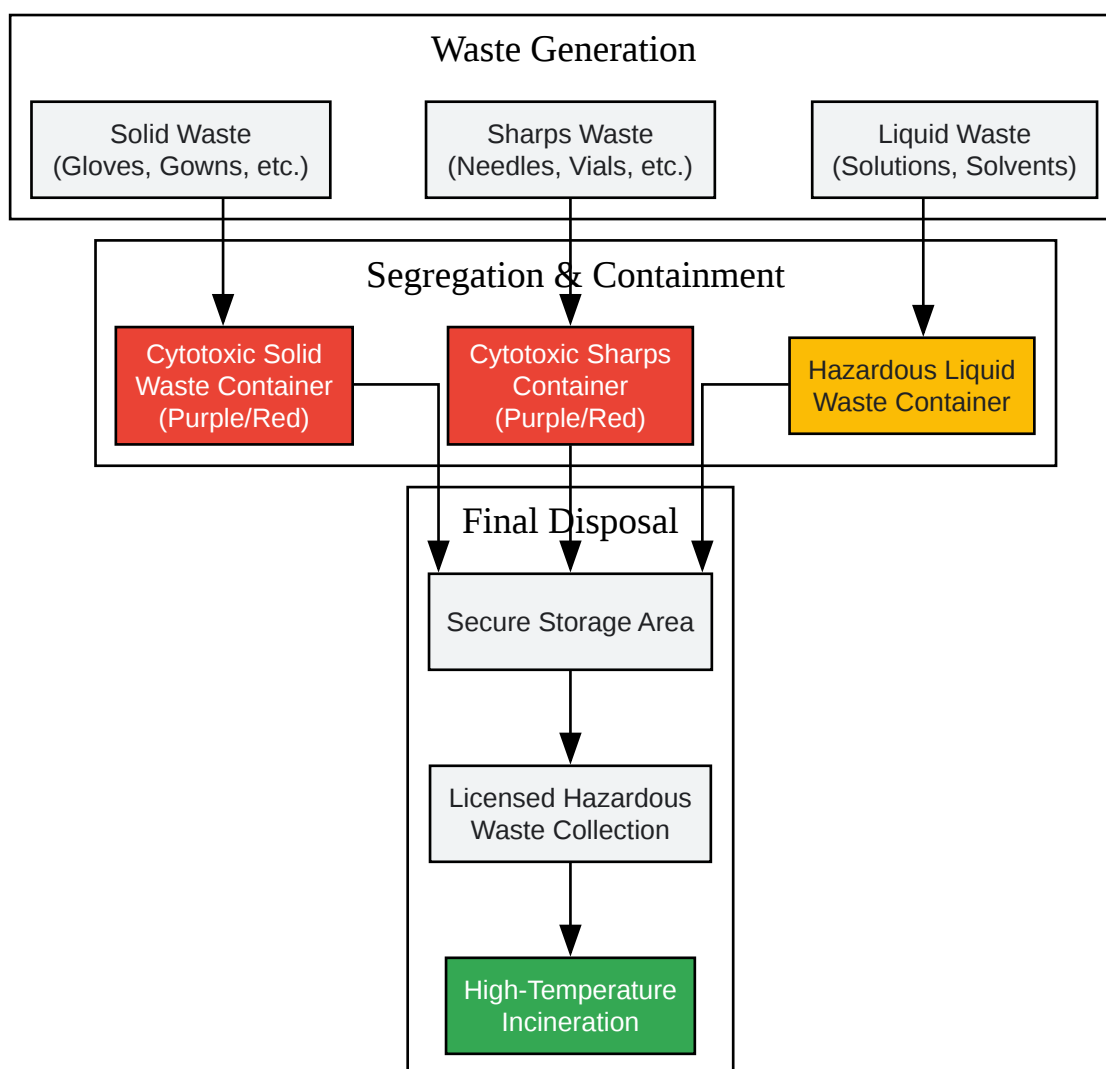 Waste Generation
Solid Waste
(Gloves, Gowns, etc.)
Sharps Waste
(Needles, Vials, etc.)
Liquid Waste
(Solutions, Solvents)
Segregation & Containment
Cytotoxic Solid
Waste Container
(Purple/Red)
Cytotoxic Sharps
Container
(Purple/Red)
Hazardous Liquid
Waste Container
Final Disposal
Secure Storage Area
Licensed Hazardous
Waste Collection
High-Temperature
Incineration